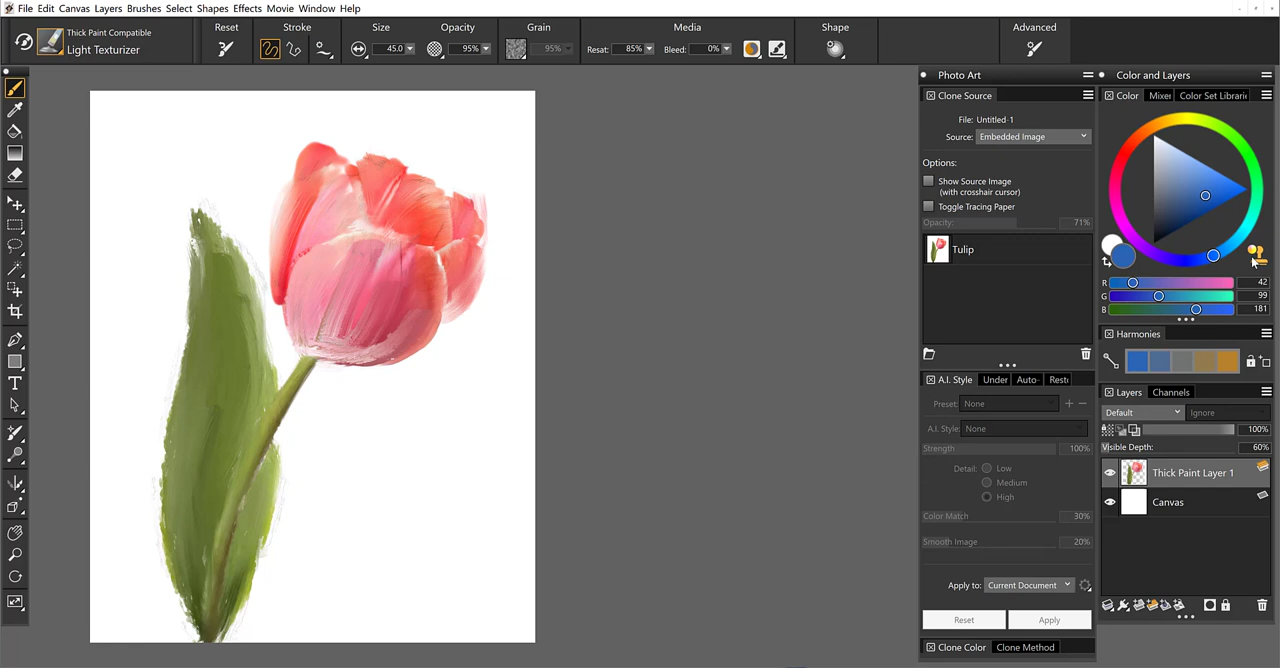 File Edit Canvas Layers Brushes Select Shapes Effects Movie Window Help
Thick Paint Compatible
Light Texturizer
Reset
Stroke
Size
45.0
Opacity
95%
Grain
95%
Media
Resat: 85%
Bleed: 0%
Shape
Advanced
Photo Art
Clone Source
File: Untitled-1
Source: Embedded Image
Options:
Show Source Image
(with crosshair cursor)
Toggle Tracing Paper
Opacity: 71%
Tulip
A.I. Style Under Auto- Rest
Preset: None
A.I. Style: None
Strength 100%
Detail: Low
Medium
High
Color Match 30%
Smooth Image 20%
Apply to: Current Document
Reset Apply
Clone Color Clone Method
Color and Layers
Color Mixer Color Set Librari
R 42
G 99
B 181
Harmonies
Layers Channels
Default Ignore
100%
Visible Depth: 60%
Thick Paint Layer 1
Canvas
T